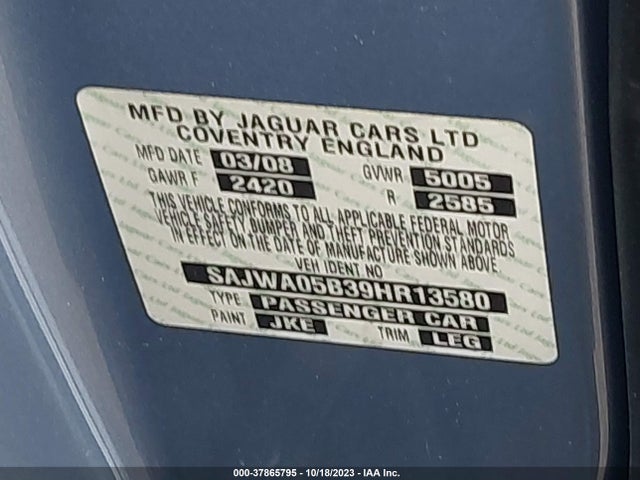 MFD BY JAGUAR CARS LTD
COVENTRY ENGLAND
MFD DATE 03/08 GVWR 5005
GAWR F 2420 R 2585
THIS VEHICLE CONFORMS TO ALL APPLICABLE FEDERAL MOTOR
VEHICLE SAFETY, BUMPER AND THEFT PREVENTION STANDARDS
IN EFFECT ON THE DATE OF MANUFACTURE SHOWN ABOVE.
VEH IDENT NO
SAJWA05B39HR13580
TYPE PASSENGER CAR
PAINT JKE TRIM LEG
000-37865795 - 10/18/2023 - IAA Inc.